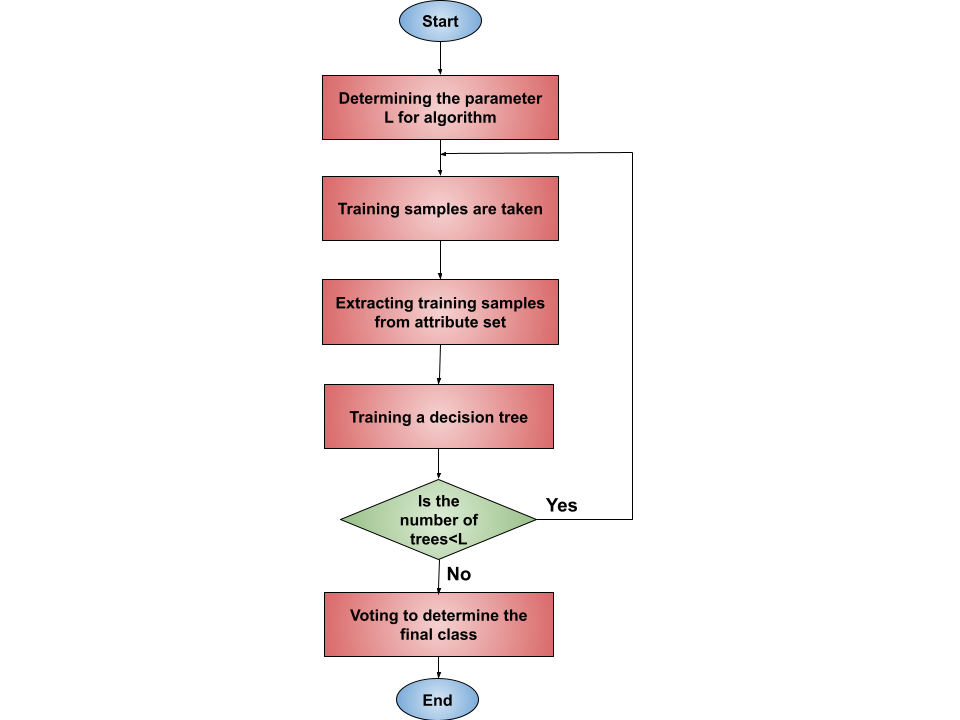 Start
Determining the parameter
L for algorithm
Training samples are taken
Extracting training samples
from attribute set
Training a decision tree
Is the
number of
trees<L
Yes
No
Voting to determine the
final class
End